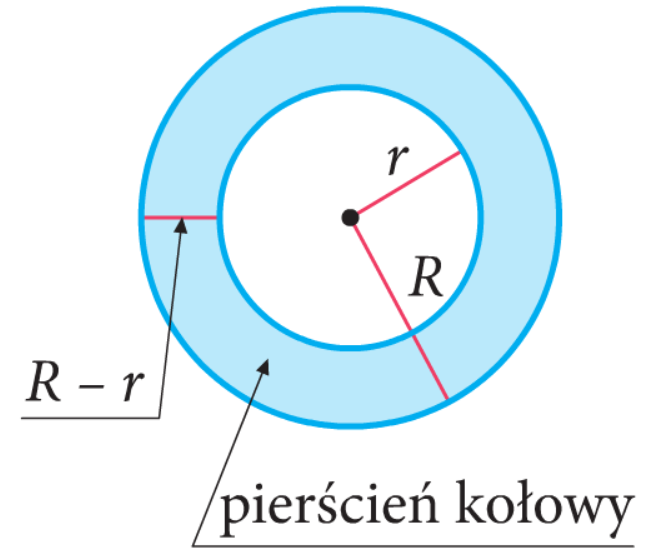 r
R
R – r
pierścień kołowy